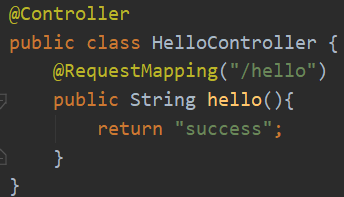 @Controller
public class HelloController {
    @RequestMapping("/hello")
    public String hello(){
        return "success";
    }
}